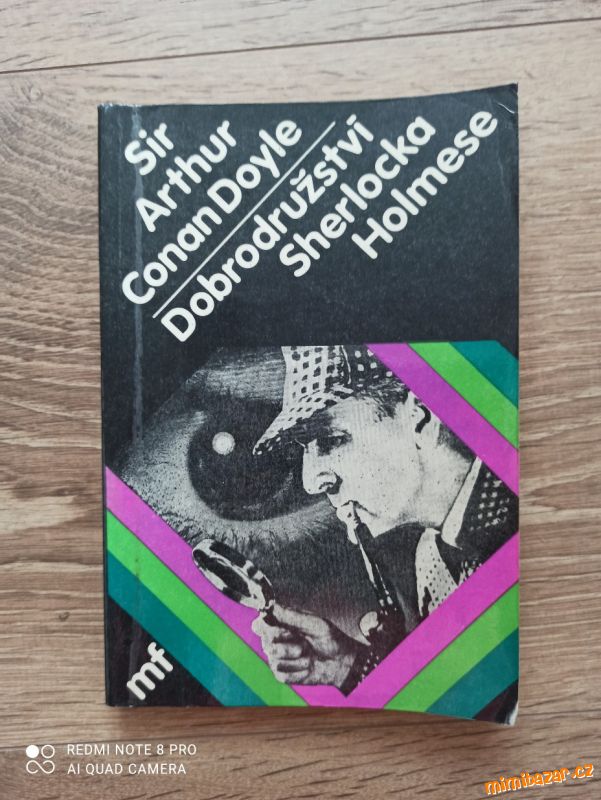 Sir
Arthur
Conan Doyle
Dobrodružství
Sherlocka
Holmese
mf
REDMI NOTE 8 PRO
AI QUAD CAMERA
mimibazar.cz